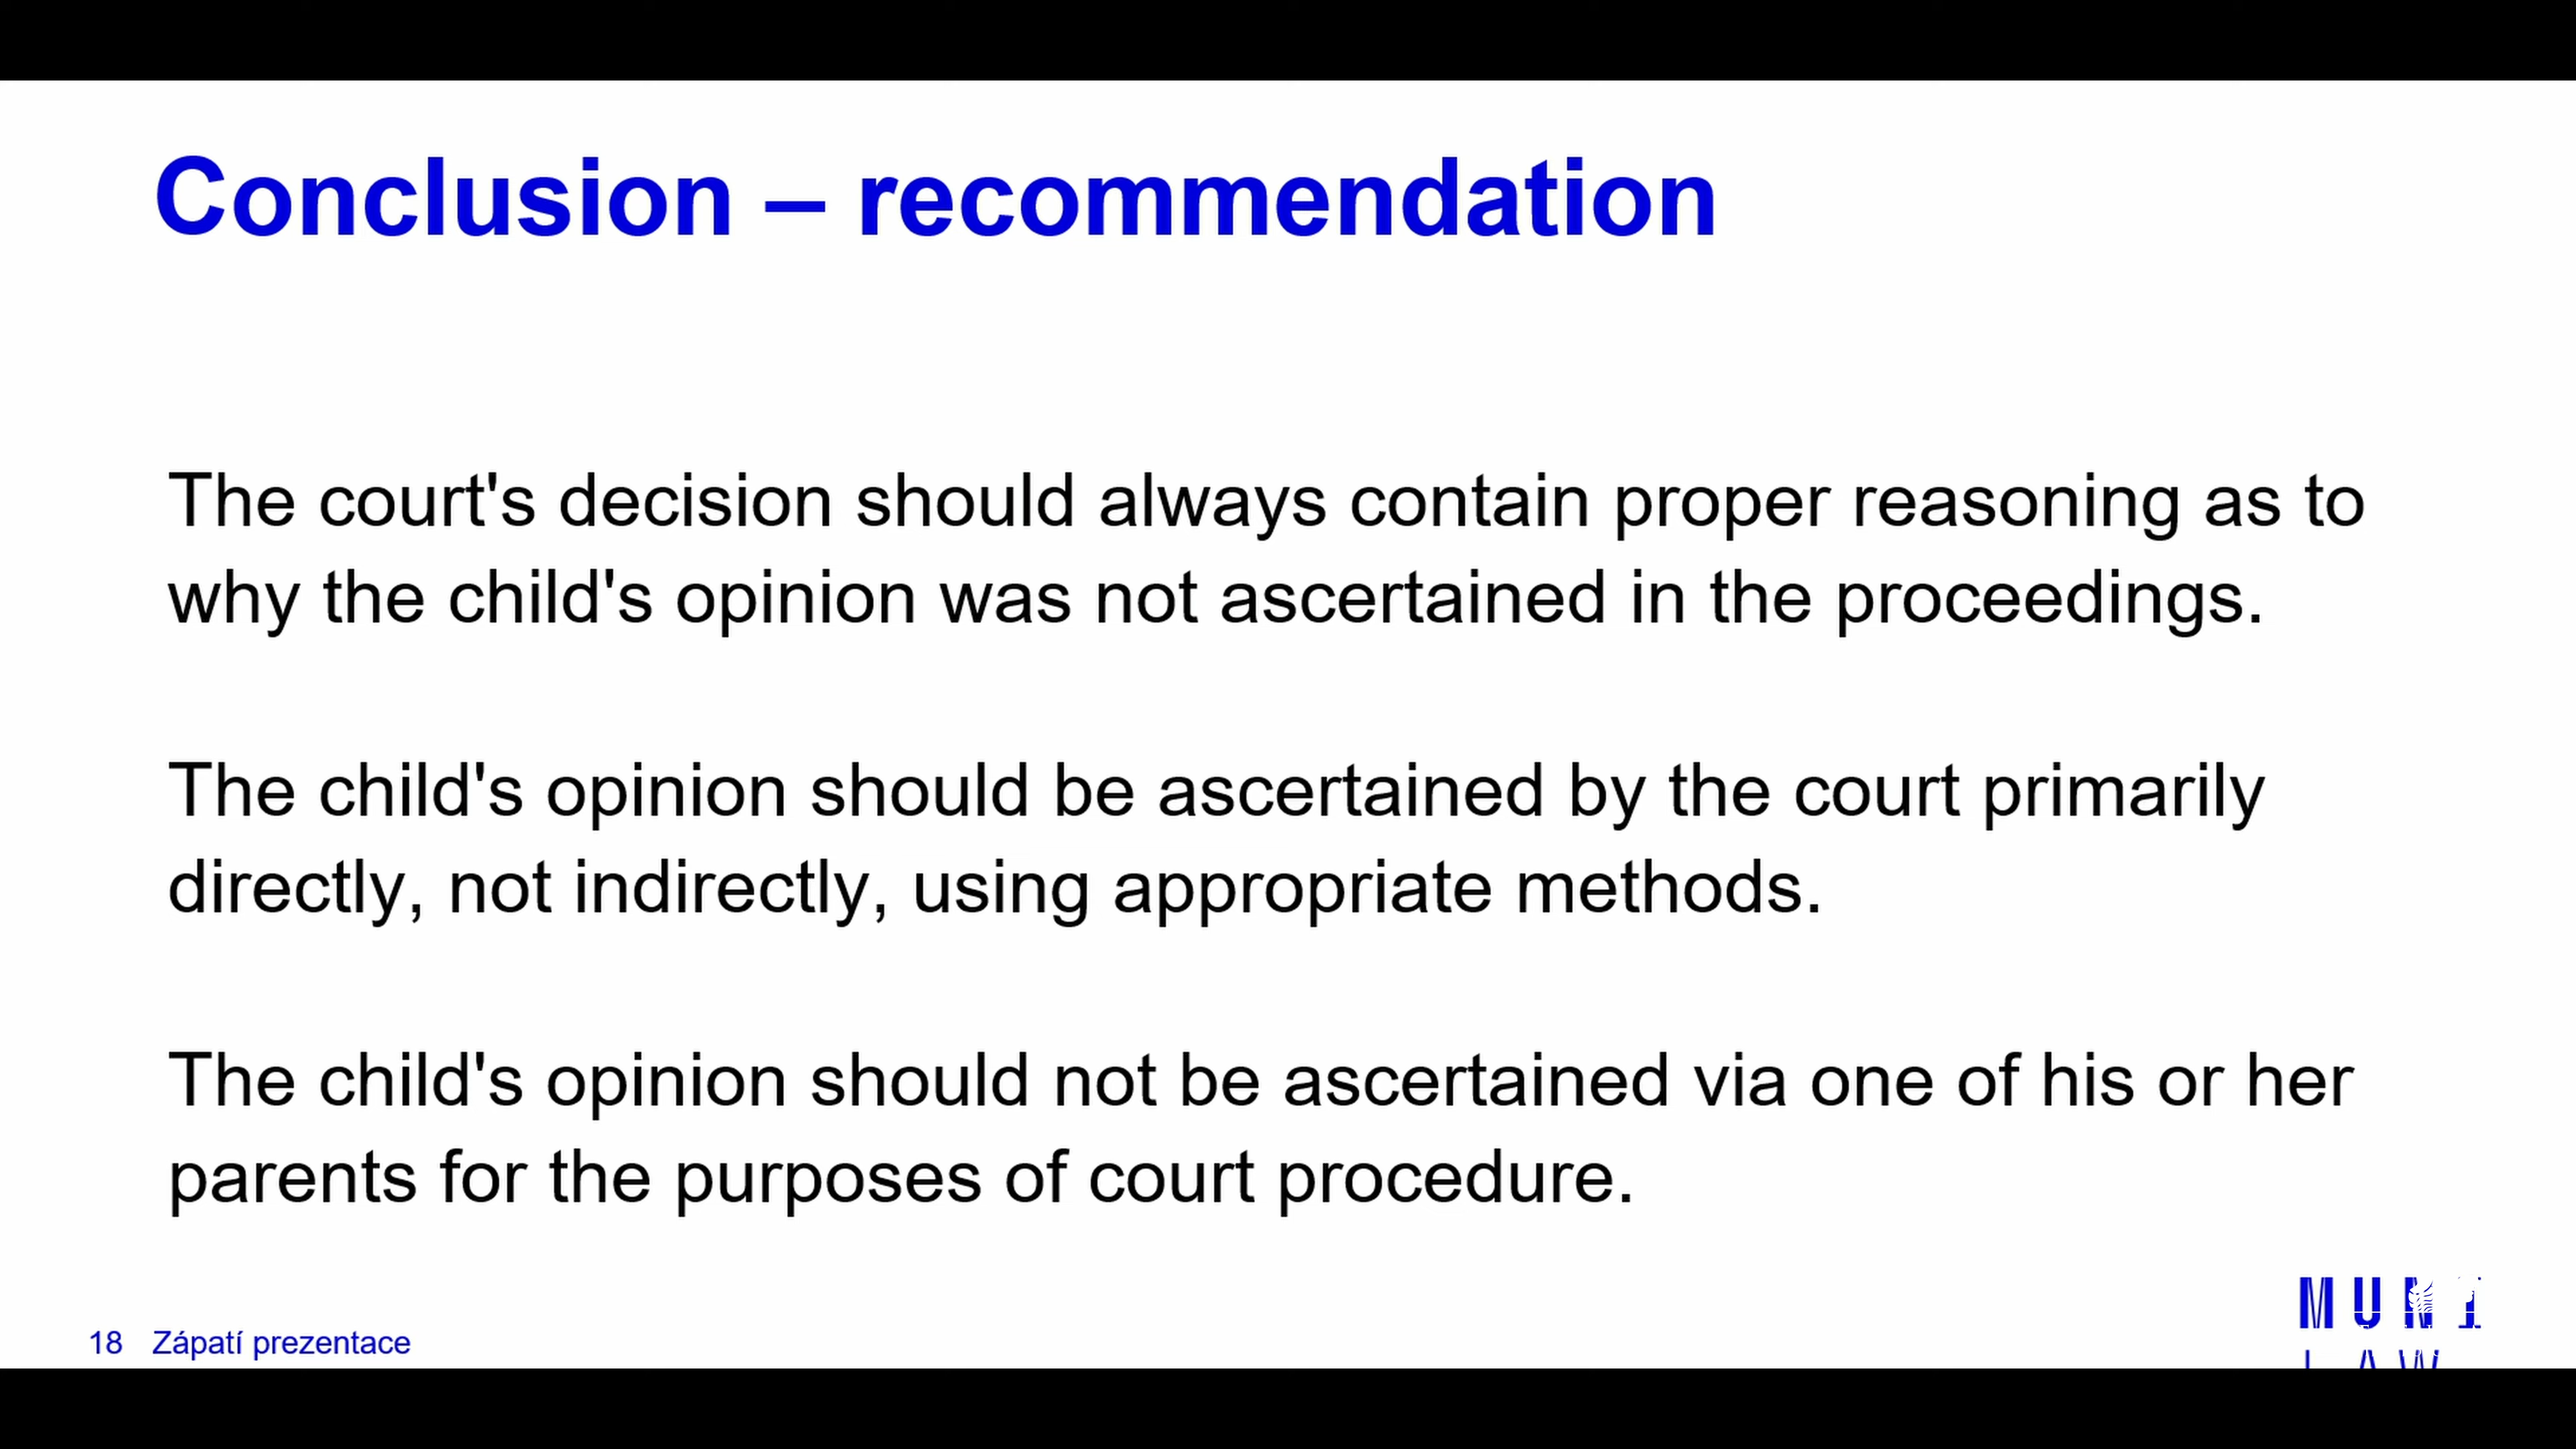 Conclusion – recommendation
The court's decision should always contain proper reasoning as to
why the child's opinion was not ascertained in the proceedings.
The child's opinion should be ascertained by the court primarily
directly, not indirectly, using appropriate methods.
The child's opinion should not be ascertained via one of his or her
parents for the purposes of court procedure.
18 Zápatí prezentace
MUNI
LAW